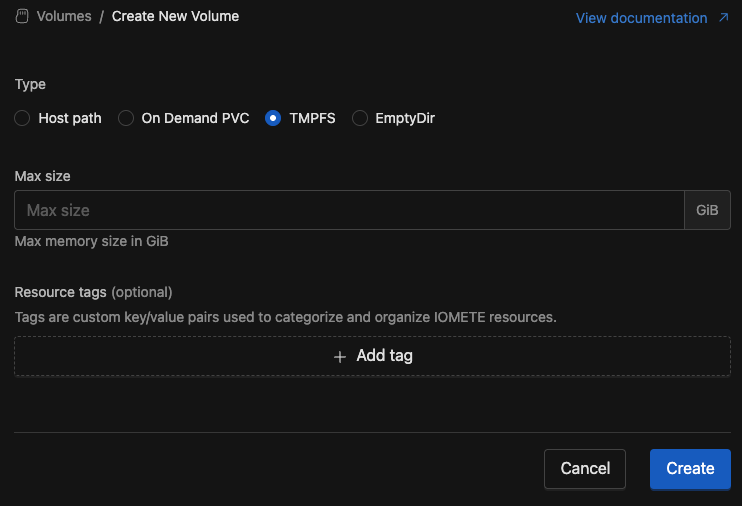 Volumes / Create New Volume
View documentation ↗
Type
Host path On Demand PVC TMPFS EmptyDir
Max size
Max size GiB
Max memory size in GiB
Resource tags (optional)
Tags are custom key/value pairs used to categorize and organize IOMETE resources.
+ Add tag
Cancel Create